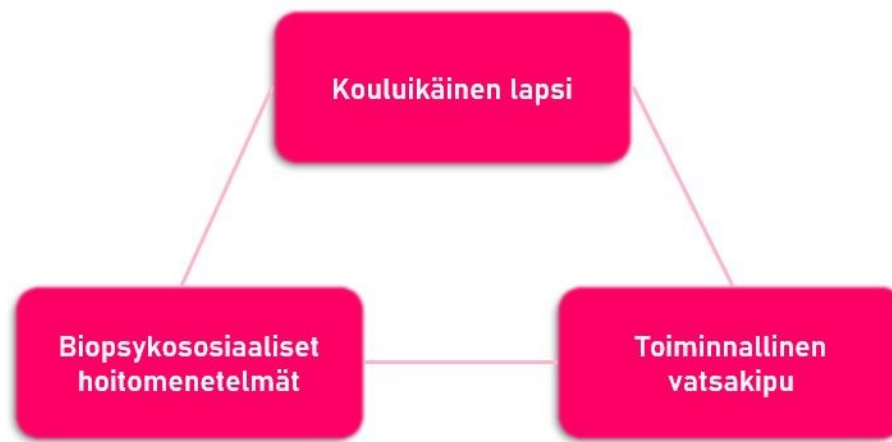 Kouluikäinen lapsi
Biopsykososiaaliset
hoitomenetelmät
Toiminnallinen
vatsakipu